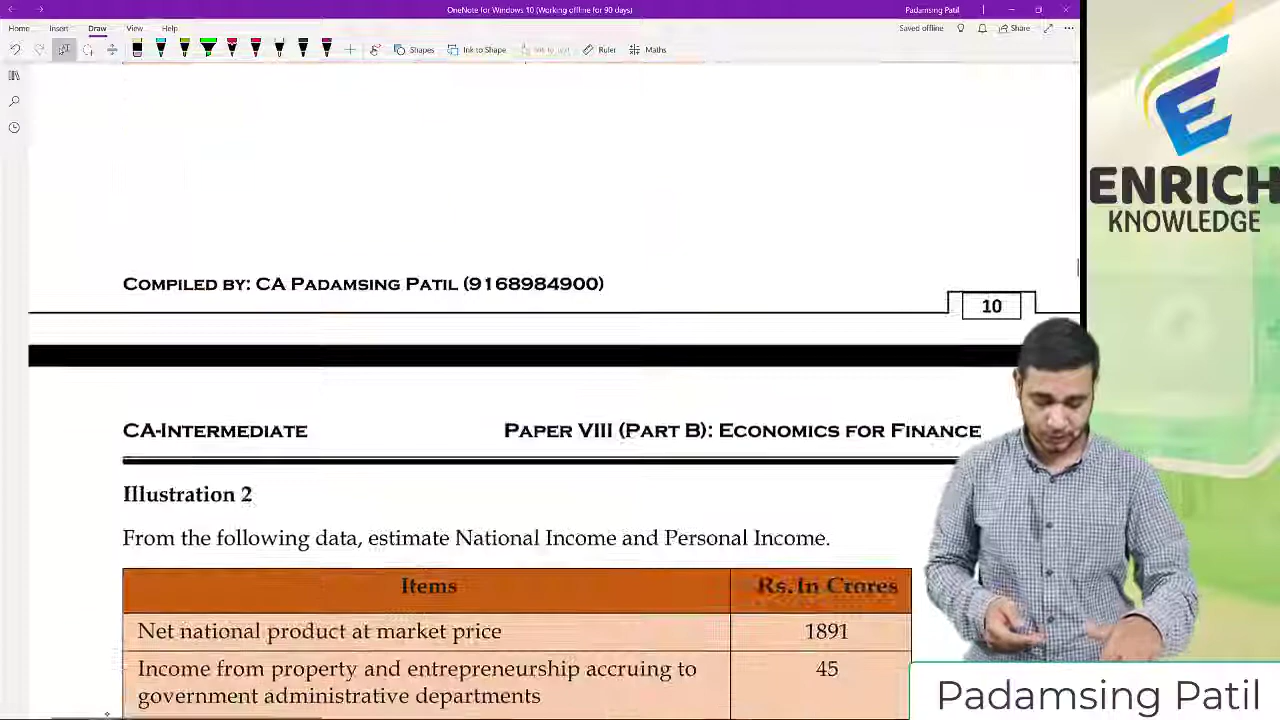 OneNote for Windows 10 (Working offline for 90 days)
Padamsing Patil
Home Insert Draw View Help
Saved offline
Share
Shapes
Ink to Shape
Ink to Text
Ruler
Maths
ENRICH
KNOWLEDGE
COMPILED BY: CA PADAMSING PATIL (9168984900)
10
CA-INTERMEDIATE PAPER VIII (PART B): ECONOMICS FOR FINANCE
Illustration 2
From the following data, estimate National Income and Personal Income.
Items Rs. In Crores
Net national product at market price 1891
Income from property and entrepreneurship accruing to 45
government administrative departments
Padamsing Patil